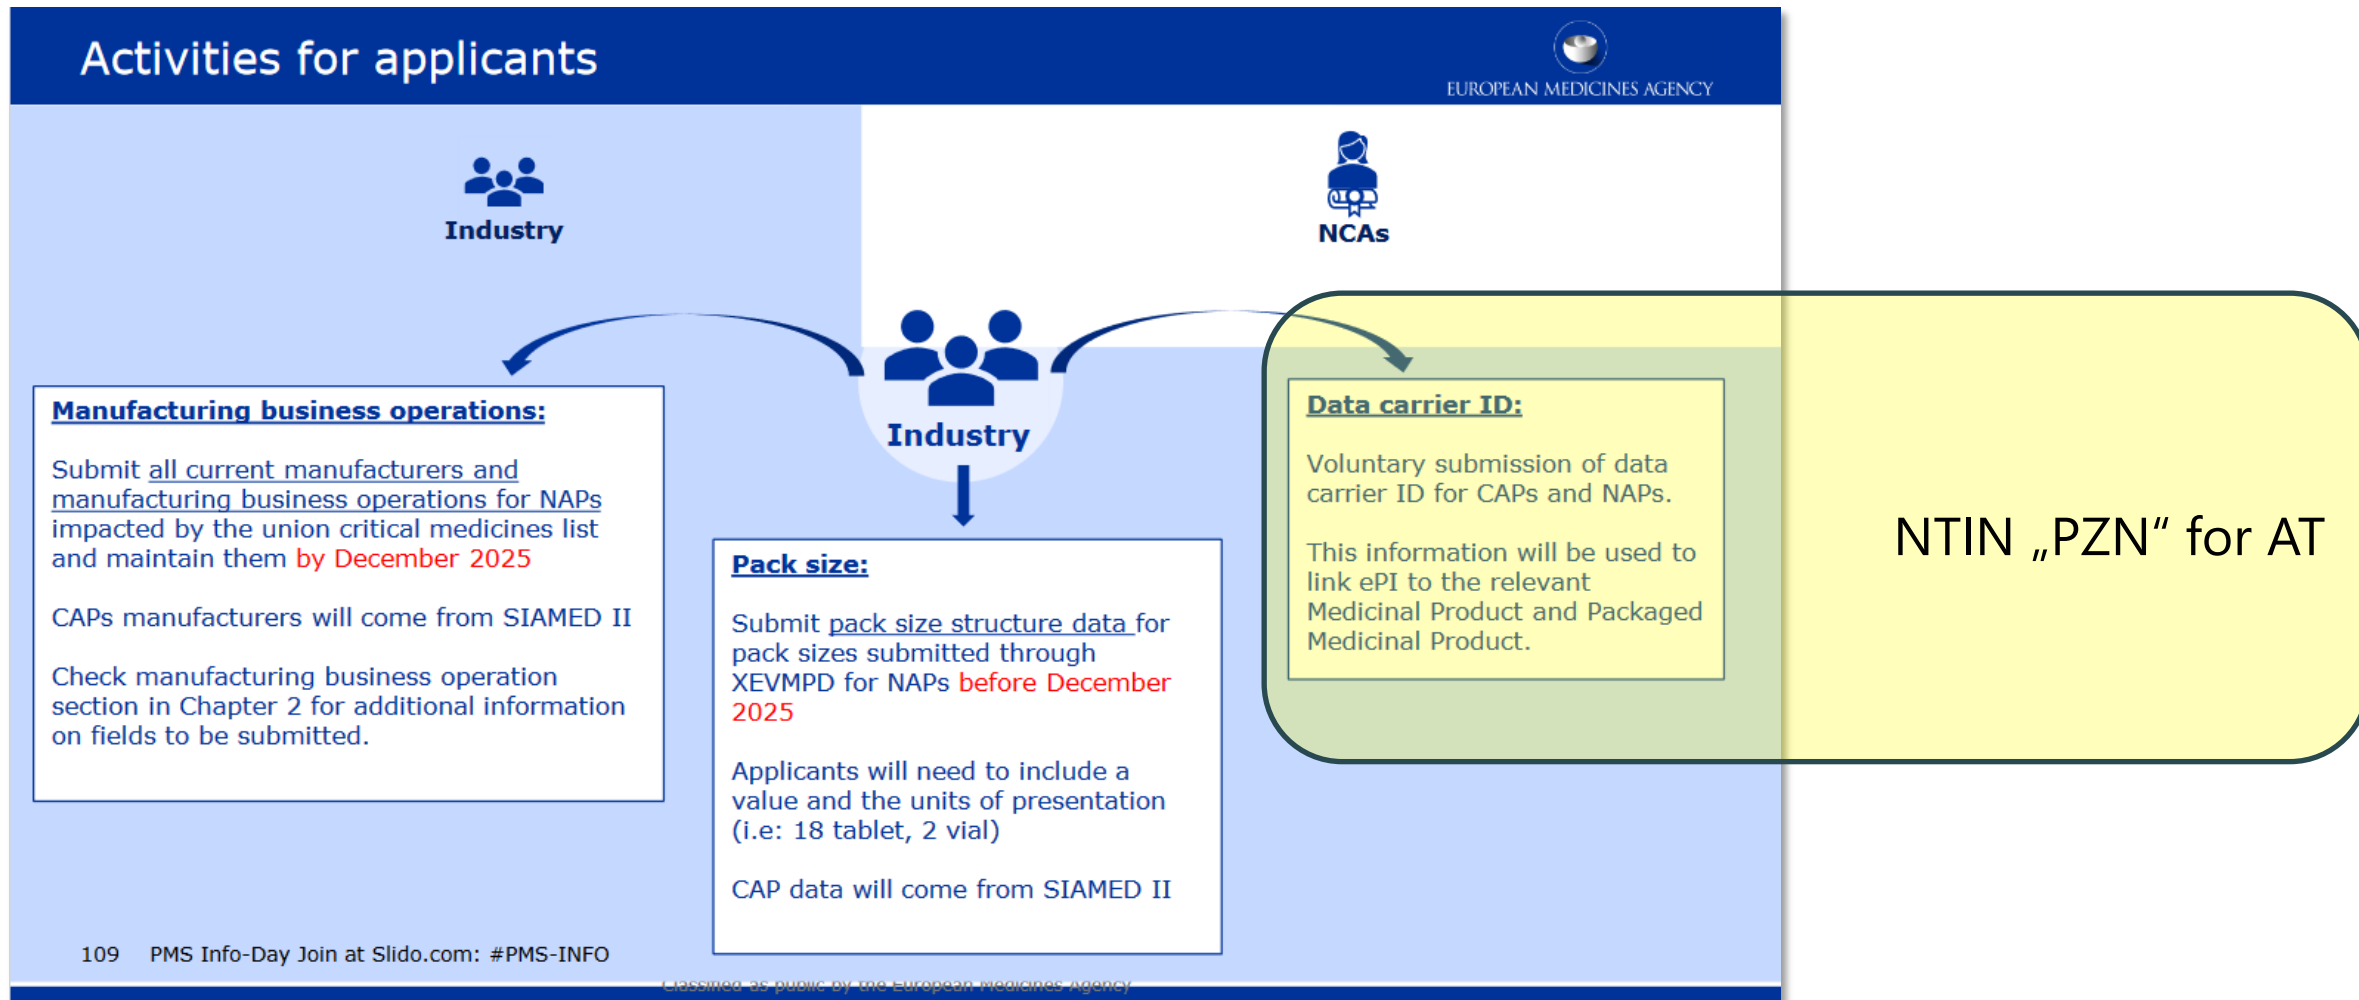 Activities for applicants
EUROPEAN MEDICINES AGENCY
Industry
NCAs
Industry
Manufacturing business operations:
Submit all current manufacturers and
manufacturing business operations for NAPs
impacted by the union critical medicines list
and maintain them by December 2025
CAPs manufacturers will come from SIAMED II
Check manufacturing business operation
section in Chapter 2 for additional information
on fields to be submitted.
Pack size:
Submit pack size structure data for
pack sizes submitted through
XEVMPD for NAPs before December
2025
Applicants will need to include a
value and the units of presentation
(i.e: 18 tablet, 2 vial)
CAP data will come from SIAMED II
Data carrier ID:
Voluntary submission of data
carrier ID for CAPs and NAPs.
This information will be used to
link ePI to the relevant
Medicinal Product and Packaged
Medicinal Product.
NTIN „PZN“ for AT
109 PMS Info-Day Join at Slido.com: #PMS-INFO
Classified as public by the European Medicines Agency